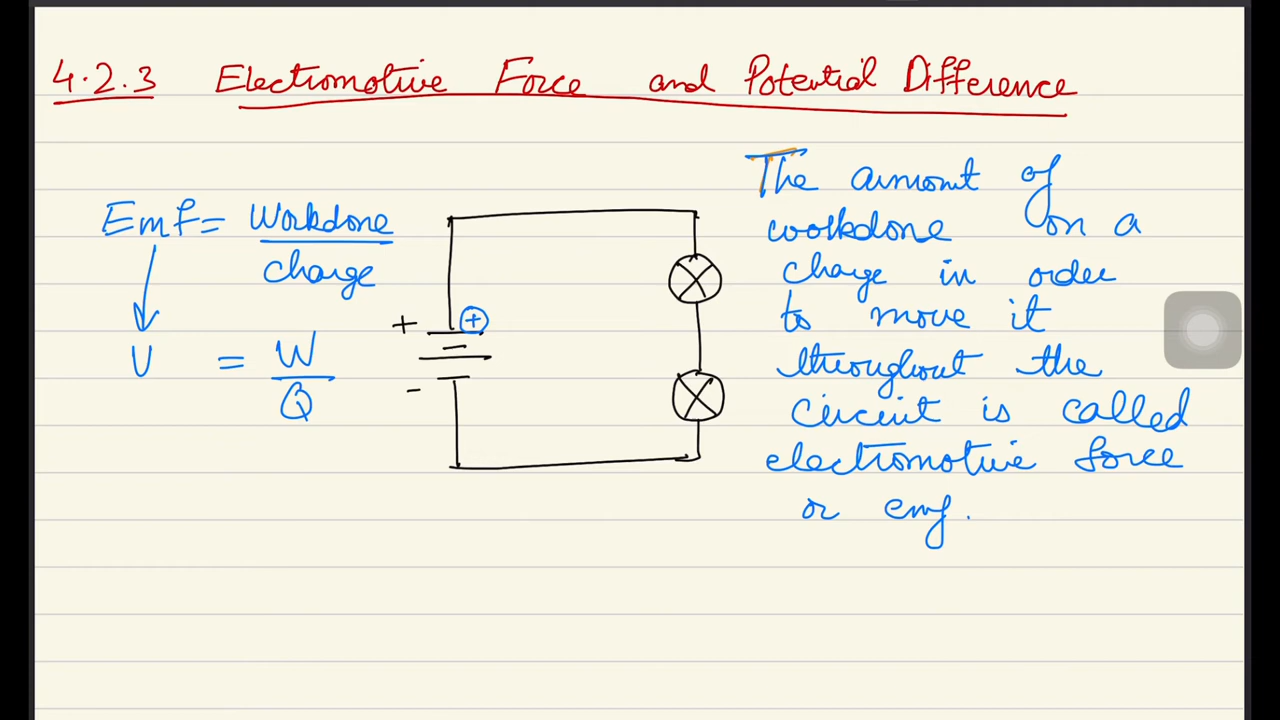 4.2.3 Electromotive Force and Potential Difference
Emf = Workdone
charge
V = W
Q
+
+
-
The amount of
workdone on a
charge in order
to move it
throughout the
circuit is called
electromotive force
or emf.